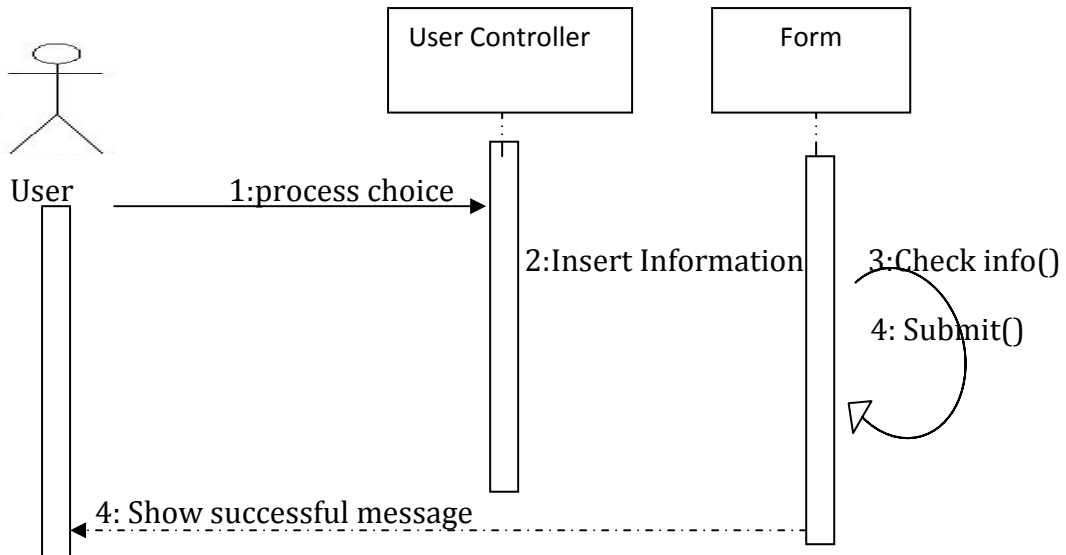 User Controller
Form
User
1:process choice
2:Insert Information
3:Check info()
4: Submit()
4: Show successful message